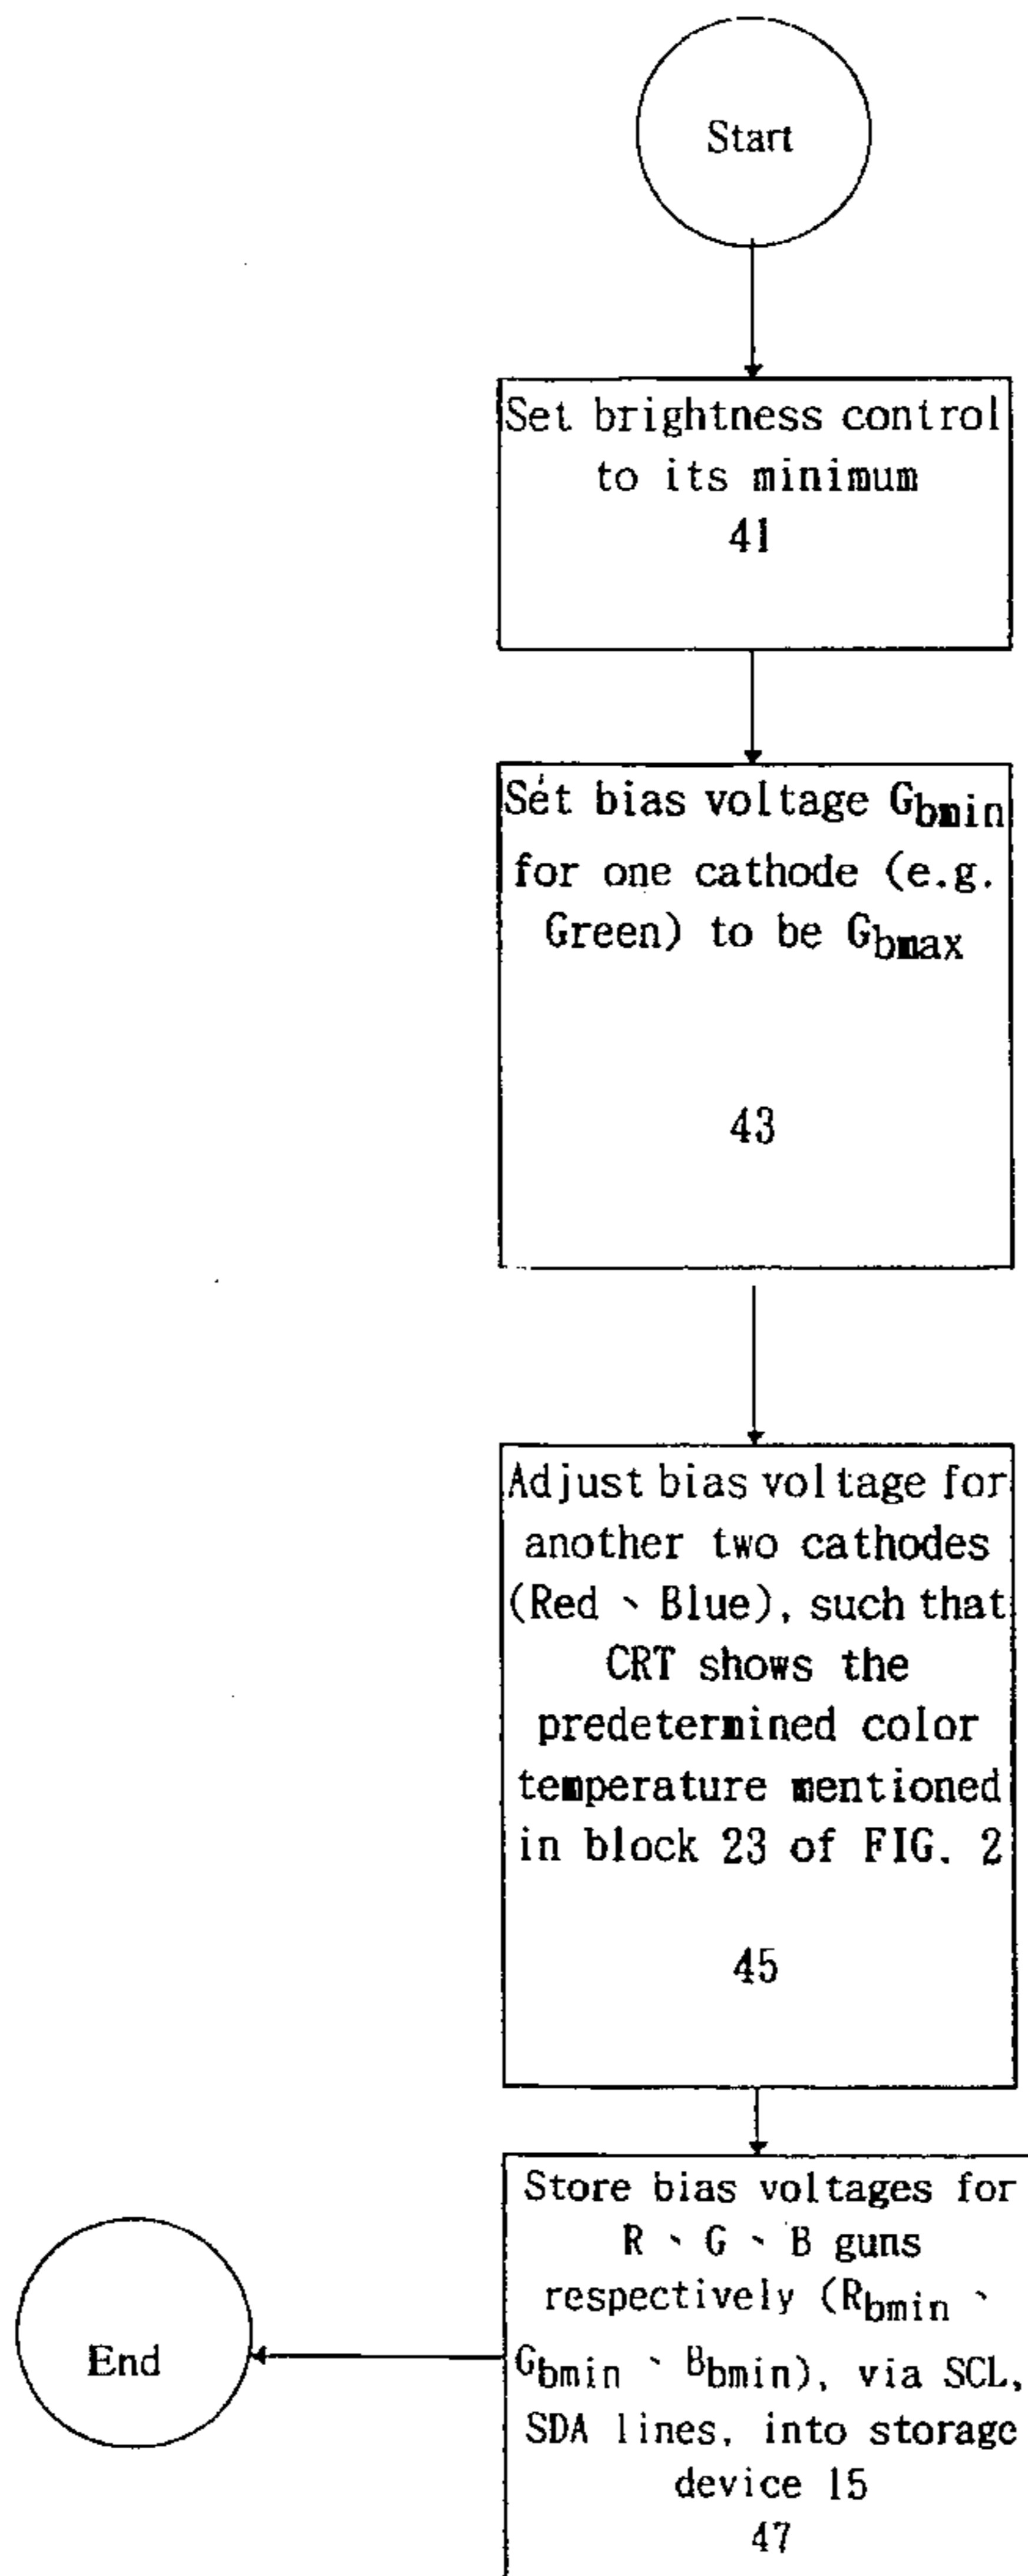 Start
Set brightness control
to its minimum
41
Set bias voltage Gbmin
for one cathode (e.g.
Green) to be Gbmax
43
Adjust bias voltage for
another two cathodes
(Red、Blue), such that
CRT shows the
predetermined color
temperature mentioned
in block 23 of FIG. 2
45
Store bias voltages for
R、G、B guns
respectively (Rbmin、
Gbmin、Bbmin), via SCL,
SDA lines, into storage
device 15
47
End